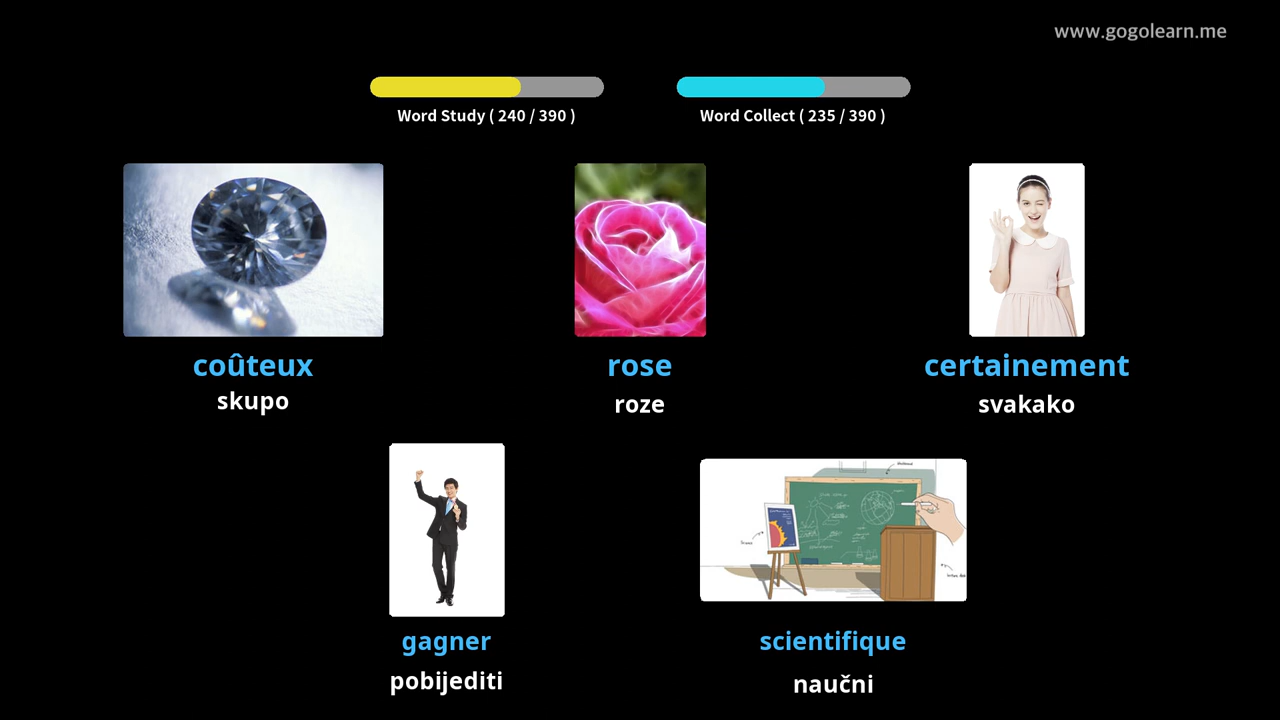 www.gogolearn.me
Word Study ( 240 / 390 )
Word Collect ( 235 / 390 )
coûteux
skupo
rose
roze
certainement
svakako
gagner
pobijediti
scientifique
naučni